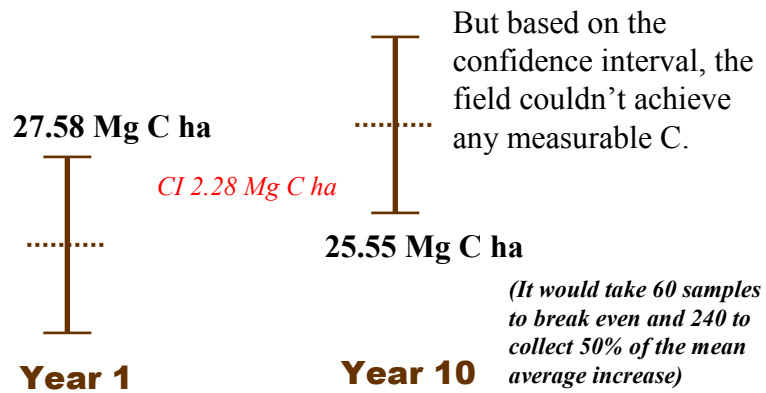 But based on the
confidence interval, the
field couldn’t achieve
any measurable C.
27.58 Mg C ha
CI 2.28 Mg C ha
25.55 Mg C ha
(It would take 60 samples
to break even and 240 to
collect 50% of the mean
average increase)
Year 1
Year 10